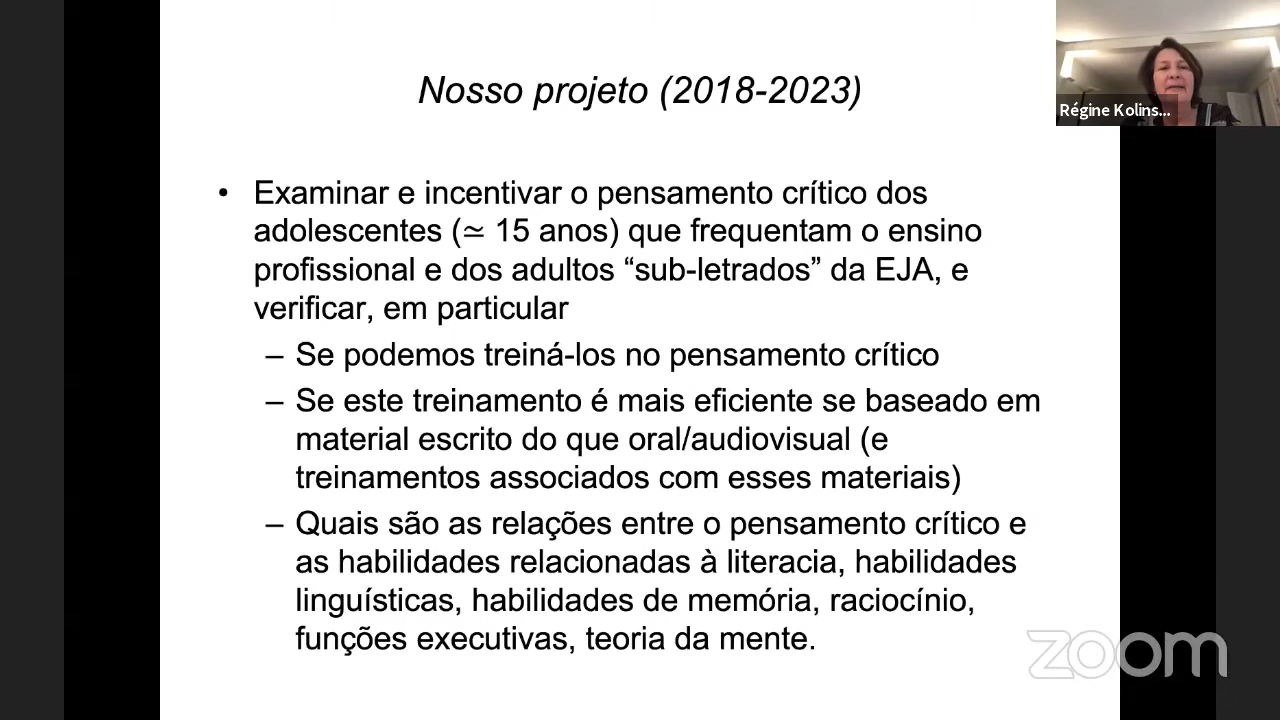 Nosso projeto (2018-2023)
Régine Kolins...
• Examinar e incentivar o pensamento crítico dos
adolescentes (≃ 15 anos) que frequentam o ensino
profissional e dos adultos “sub-letrados” da EJA, e
verificar, em particular
– Se podemos treiná-los no pensamento crítico
– Se este treinamento é mais eficiente se baseado em
material escrito do que oral/audiovisual (e
treinamentos associados com esses materiais)
– Quais são as relações entre o pensamento crítico e
as habilidades relacionadas à literacia, habilidades
linguísticas, habilidades de memória, raciocínio,
funções executivas, teoria da mente.
zoom